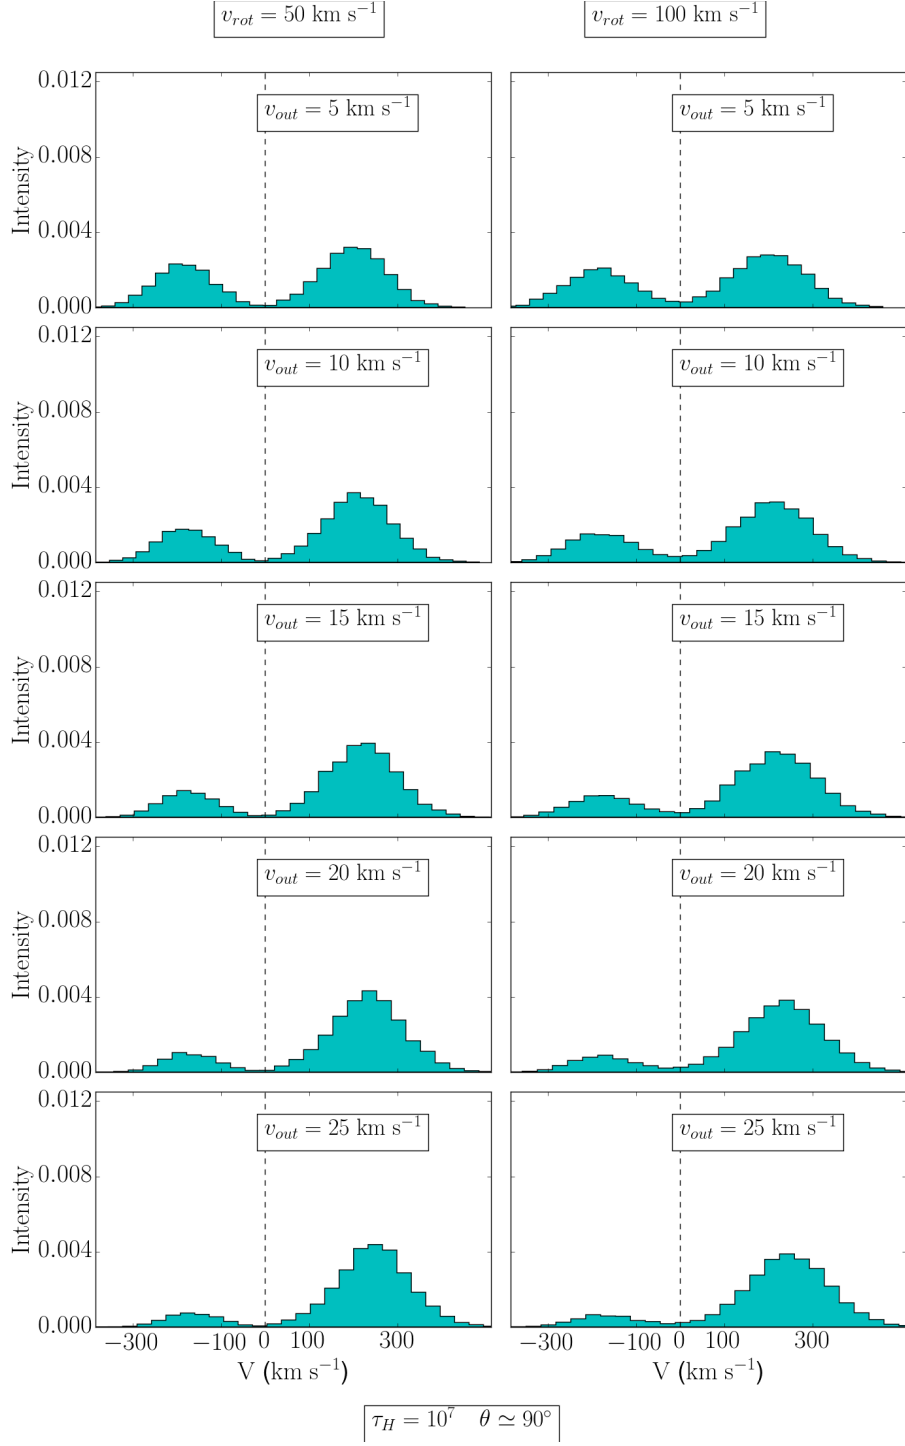 v_rot = 50 km s⁻¹ v_rot = 100 km s⁻¹
0.012
v_out = 5 km s⁻¹ v_out = 5 km s⁻¹
0.008
Intensity
0.004
0.000
0.012
v_out = 10 km s⁻¹ v_out = 10 km s⁻¹
0.008
Intensity
0.004
0.000
0.012
v_out = 15 km s⁻¹ v_out = 15 km s⁻¹
0.008
Intensity
0.004
0.000
0.012
v_out = 20 km s⁻¹ v_out = 20 km s⁻¹
0.008
Intensity
0.004
0.000
0.012
v_out = 25 km s⁻¹ v_out = 25 km s⁻¹
0.008
Intensity
0.004
0.000
−300 −100 0 100 300 −300 −100 0 100 300
V (km s⁻¹) V (km s⁻¹)
τ_H = 10⁷ θ ≃ 90°